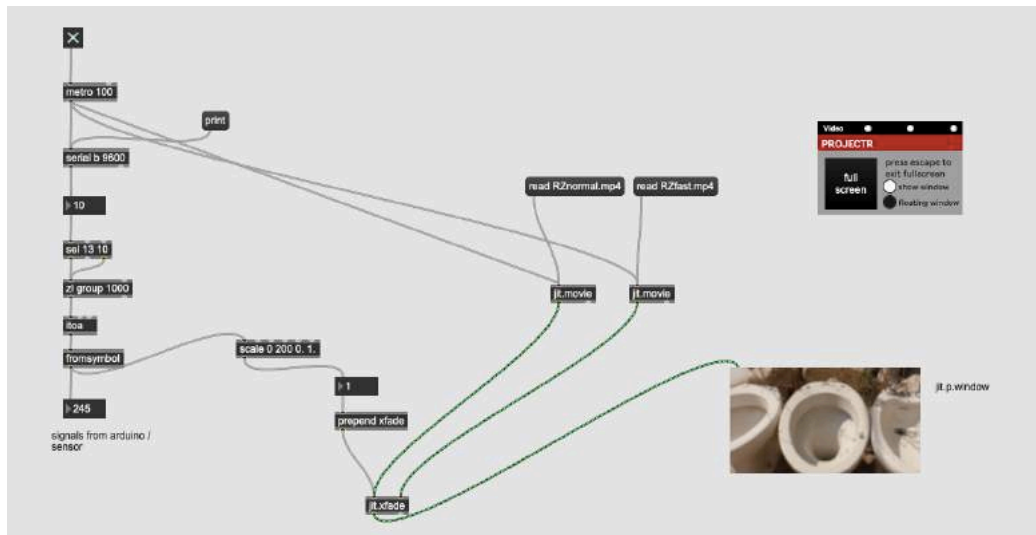 metro 100
print
serial b 9600
10
sel 13 10
zl group 1000
itoa
fromsymbol
245
signals from arduino /
sensor
scale 0 200 0. 1.
1
prepend xfade
jit.xfade
read RZnormal.mp4
read RZfast.mp4
jit.movie
jit.movie
Video
PROJECTR
full
screen
press escape to
exit fullscreen
show window
floating window
jit.p.window